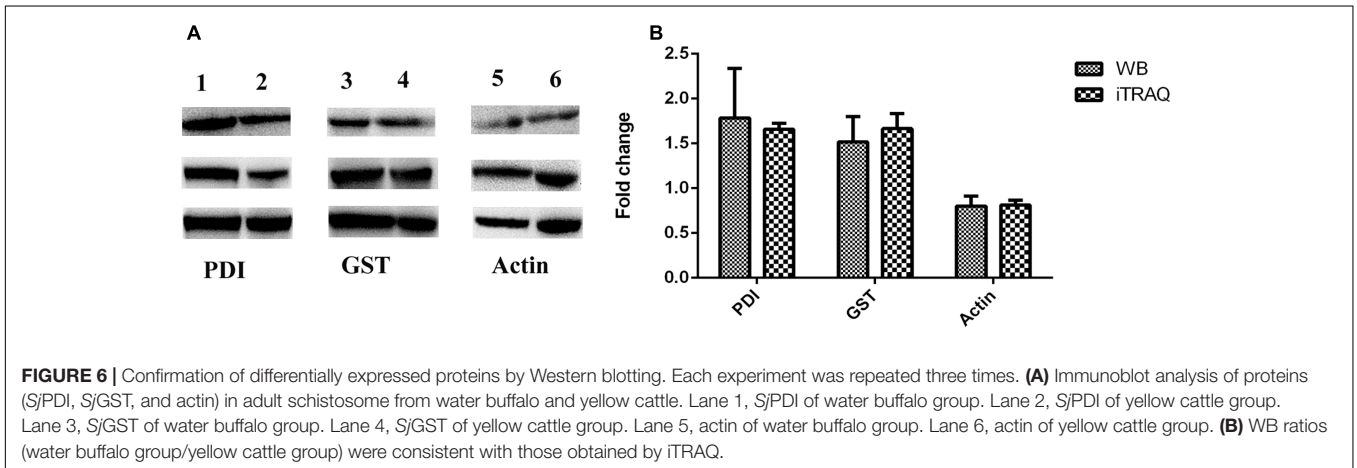 A
1 2 3 4 5 6
PDI GST Actin
B
2.5
2.0
1.5
1.0
0.5
0.0
Fold change
PDI
GST
Actin
WB
iTRAQ
FIGURE 6 | Confirmation of differentially expressed proteins by Western blotting. Each experiment was repeated three times. (A) Immunoblot analysis of proteins
(SjPDI, SjGST, and actin) in adult schistosome from water buffalo and yellow cattle. Lane 1, SjPDI of water buffalo group. Lane 2, SjPDI of yellow cattle group.
Lane 3, SjGST of water buffalo group. Lane 4, SjGST of yellow cattle group. Lane 5, actin of water buffalo group. Lane 6, actin of yellow cattle group. (B) WB ratios
(water buffalo group/yellow cattle group) were consistent with those obtained by iTRAQ.